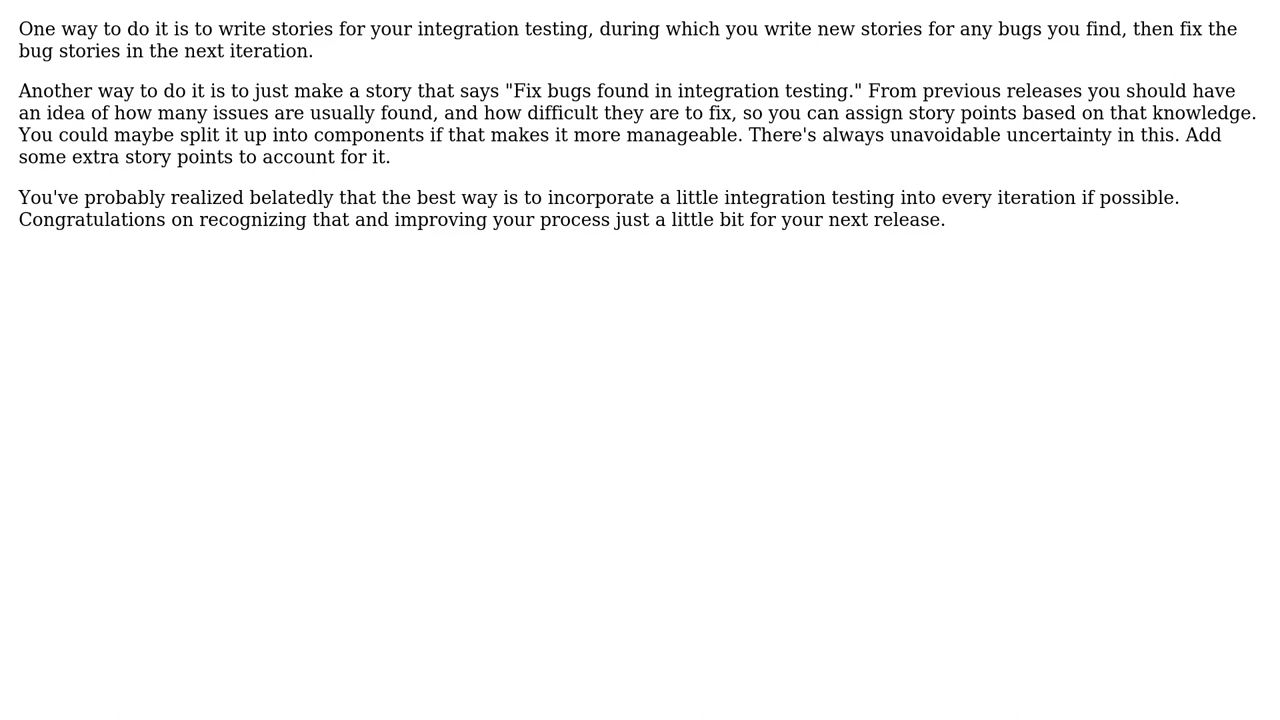 One way to do it is to write stories for your integration testing, during which you write new stories for any bugs you find, then fix the
bug stories in the next iteration.
Another way to do it is to just make a story that says "Fix bugs found in integration testing." From previous releases you should have
an idea of how many issues are usually found, and how difficult they are to fix, so you can assign story points based on that knowledge.
You could maybe split it up into components if that makes it more manageable. There's always unavoidable uncertainty in this. Add
some extra story points to account for it.
You've probably realized belatedly that the best way is to incorporate a little integration testing into every iteration if possible.
Congratulations on recognizing that and improving your process just a little bit for your next release.